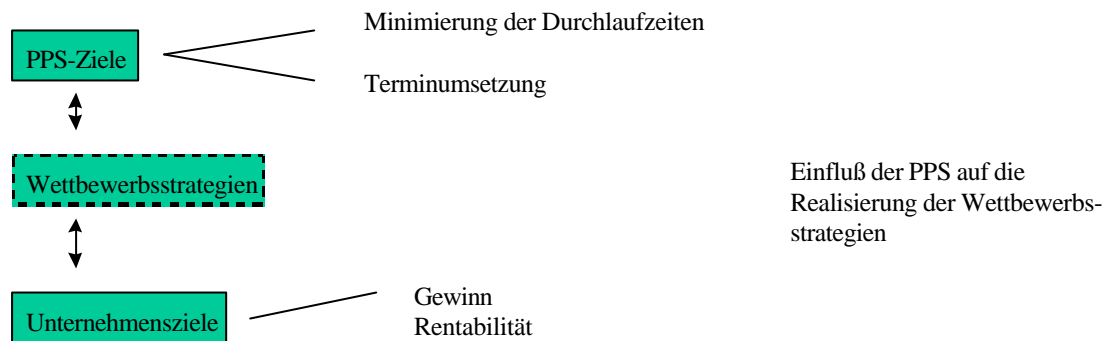 Minimierung der Durchlaufzeiten
PPS-Ziele
Terminumsetzung
Wettbewerbsstrategien
Einfluß der PPS auf die
Realisierung der Wettbewerbs-
strategien
Gewinn
Unternehmensziele
Rentabilität